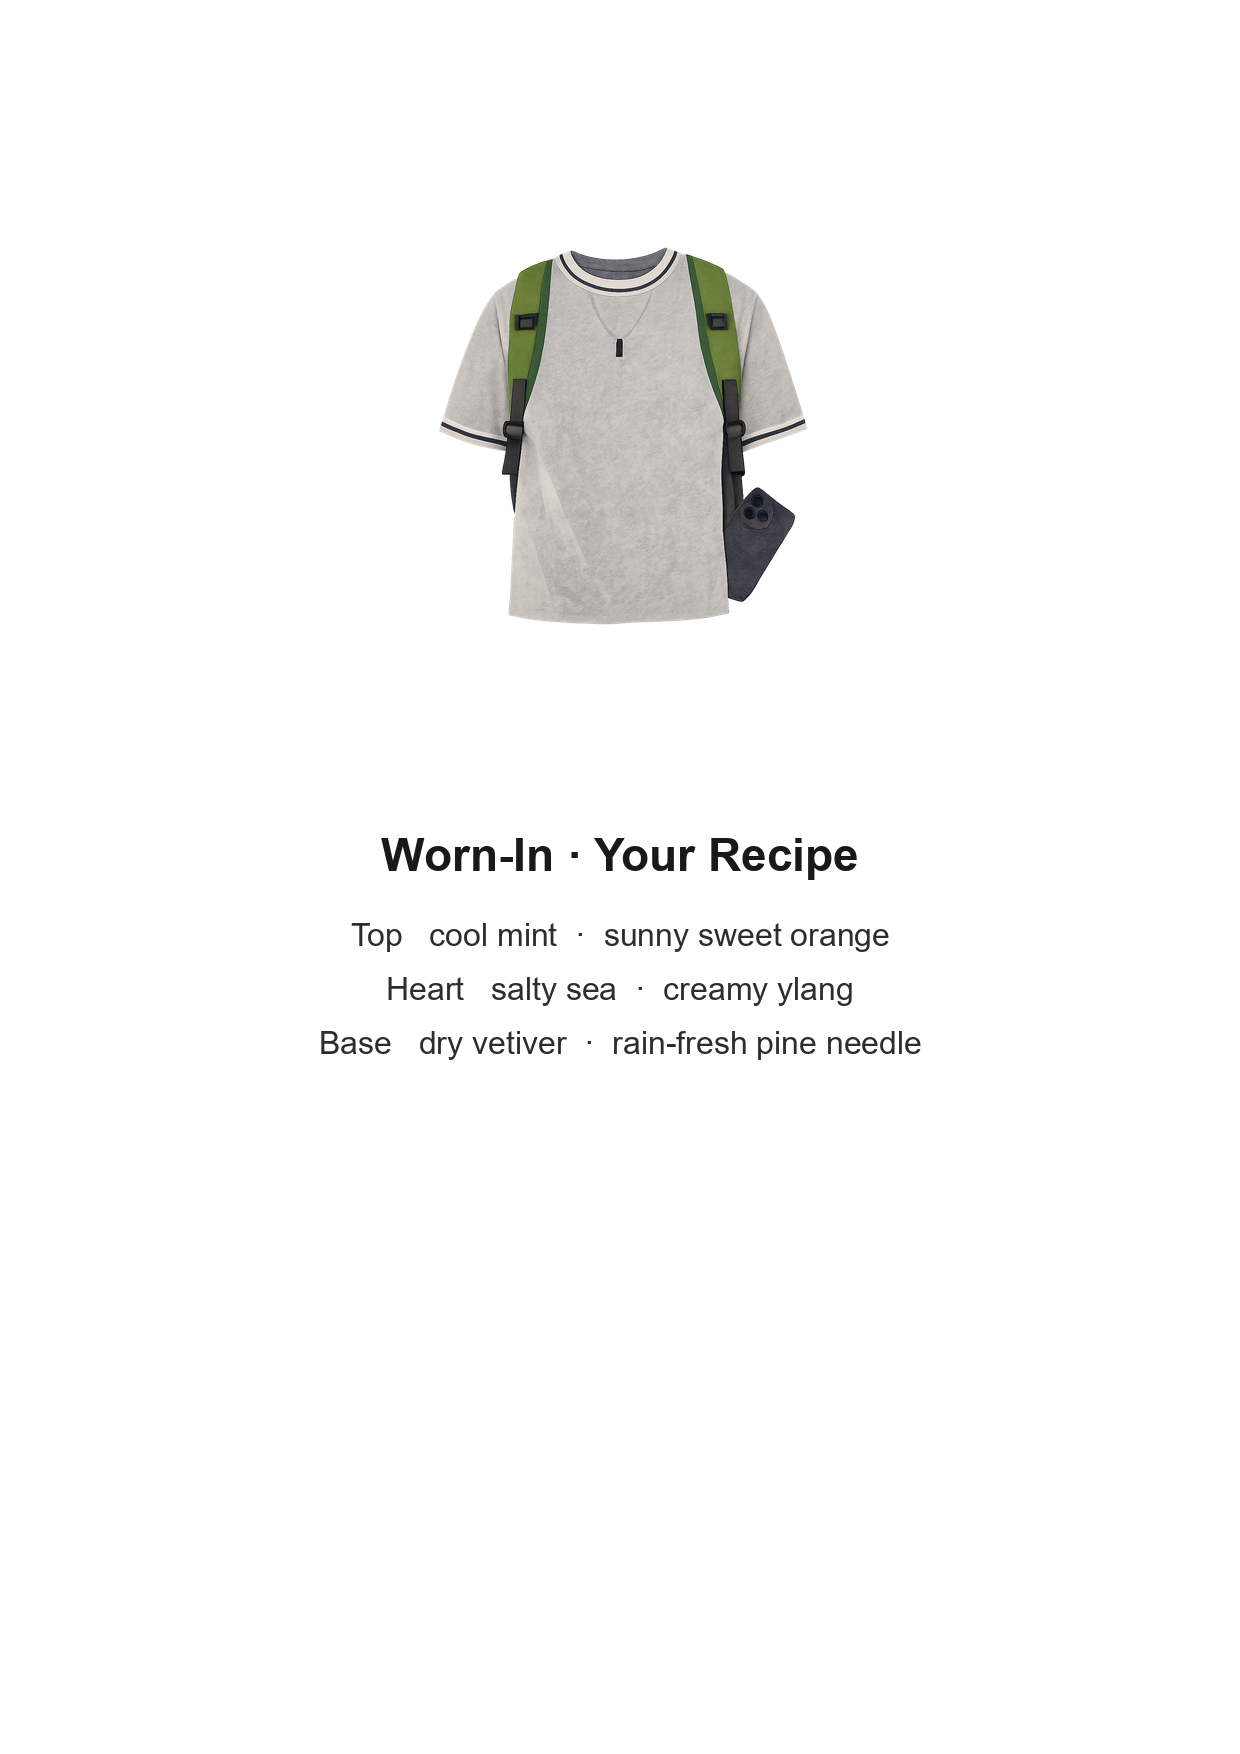 Worn-In · Your Recipe
Top cool mint · sunny sweet orange
Heart salty sea · creamy ylang
Base dry vetiver · rain-fresh pine needle